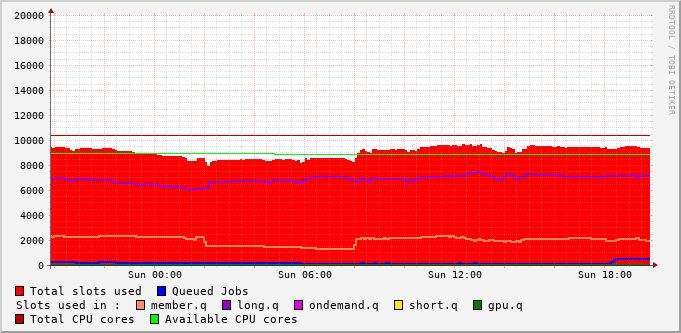 20000
18000
16000
14000
12000
10000
8000
6000
4000
2000
0
Sun 00:00 Sun 06:00 Sun 12:00 Sun 18:00
Total slots used Queued Jobs
Slots used in : member.q long.q ondemand.q short.q gpu.q
Total CPU cores Available CPU cores
RRDTOOL / TOBI OETIKER